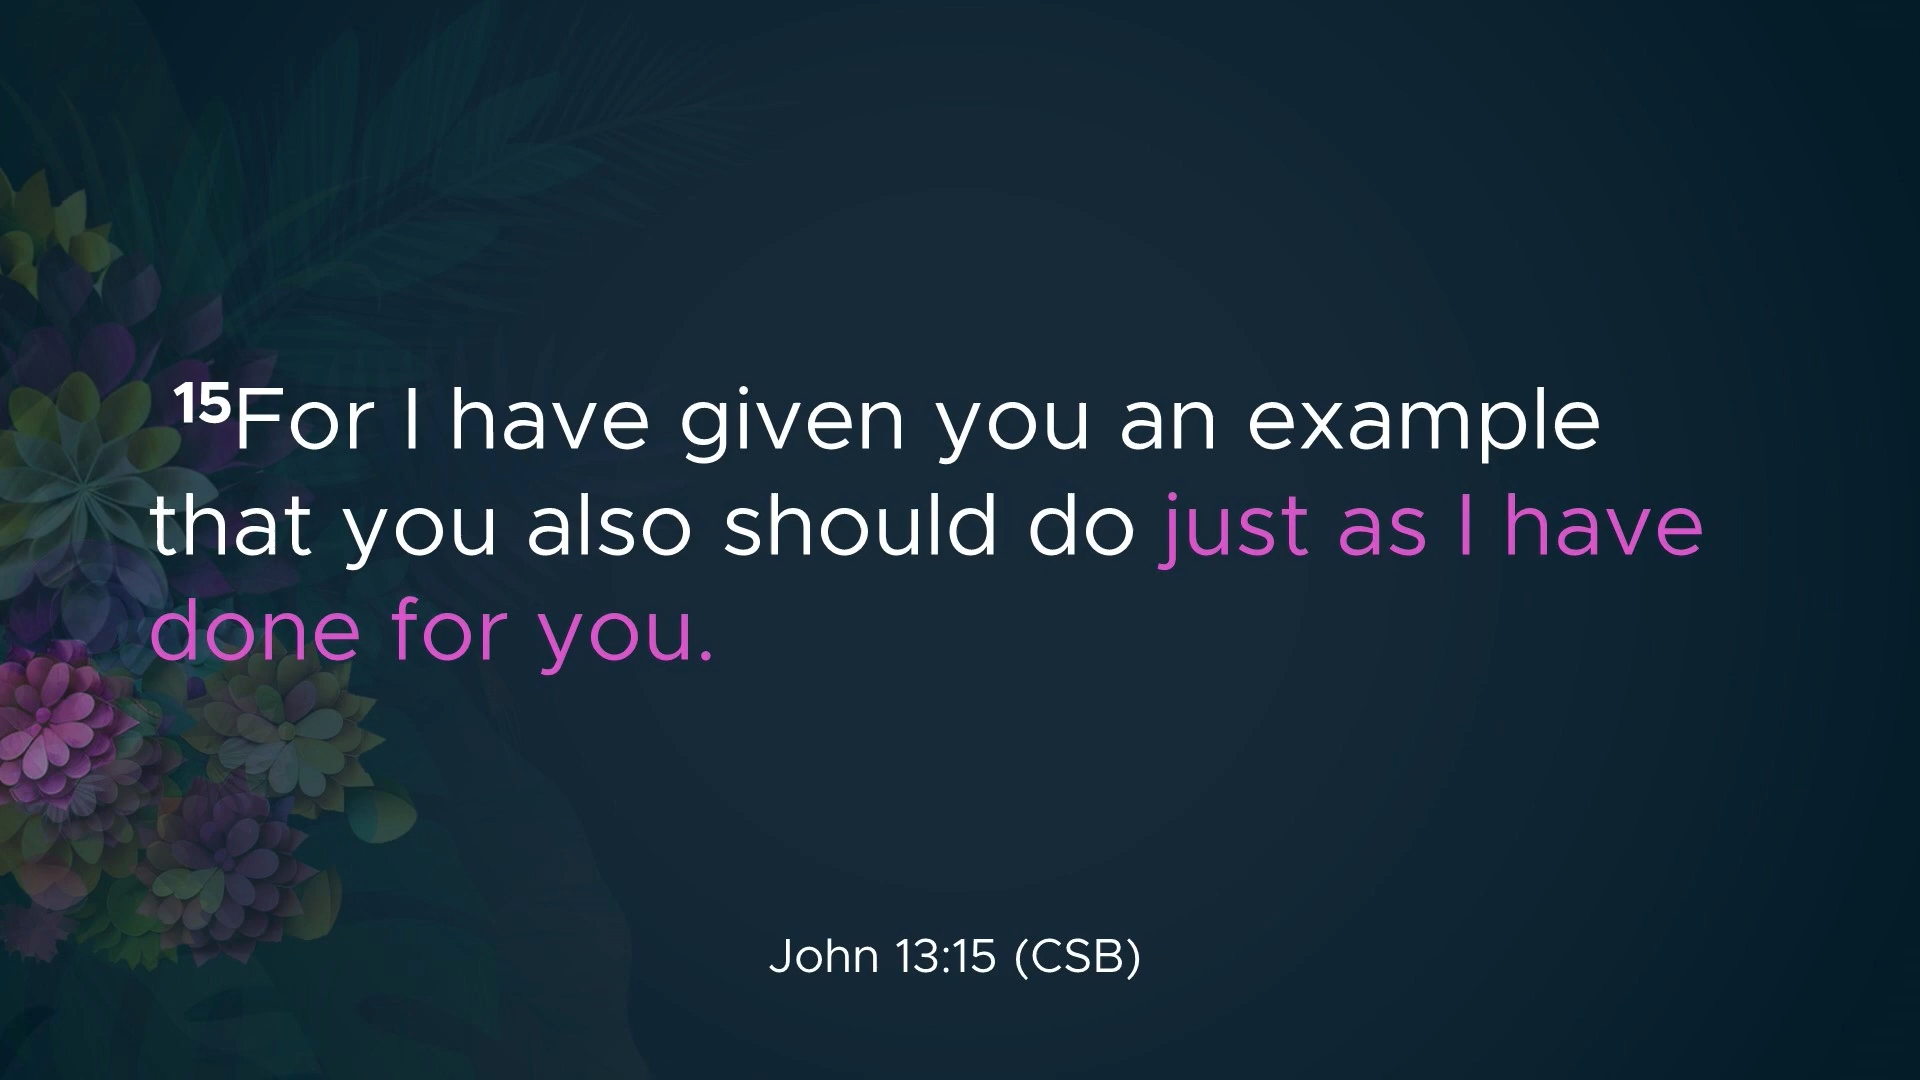 15For I have given you an example
that you also should do just as I have
done for you.
John 13:15 (CSB)